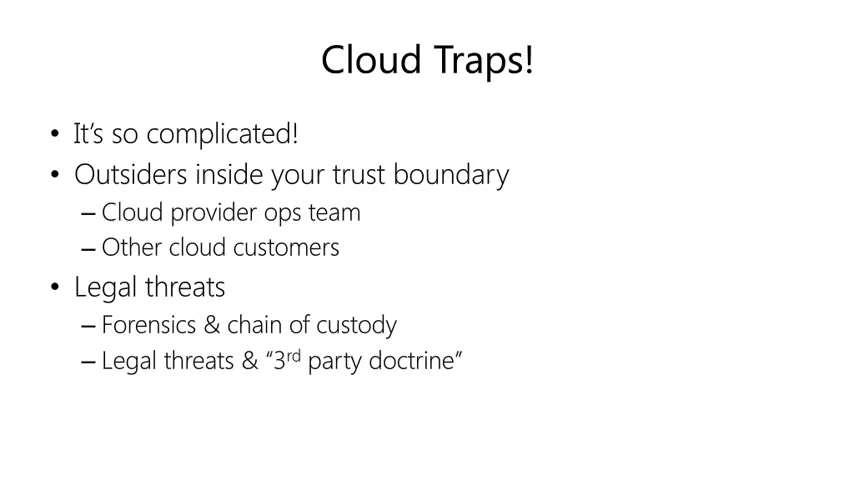 Cloud Traps!
• It’s so complicated!
• Outsiders inside your trust boundary
– Cloud provider ops team
– Other cloud customers
• Legal threats
– Forensics & chain of custody
– Legal threats & “3rd party doctrine”